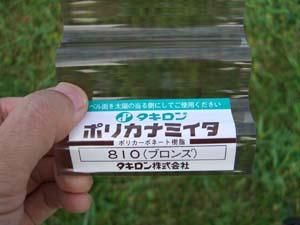 ベル面を太陽の当る側にしてご使用ください
タキロン
ポリカナミイタ
ポリカーボネート樹脂
810(ブロンズ)
タキロン株式会社